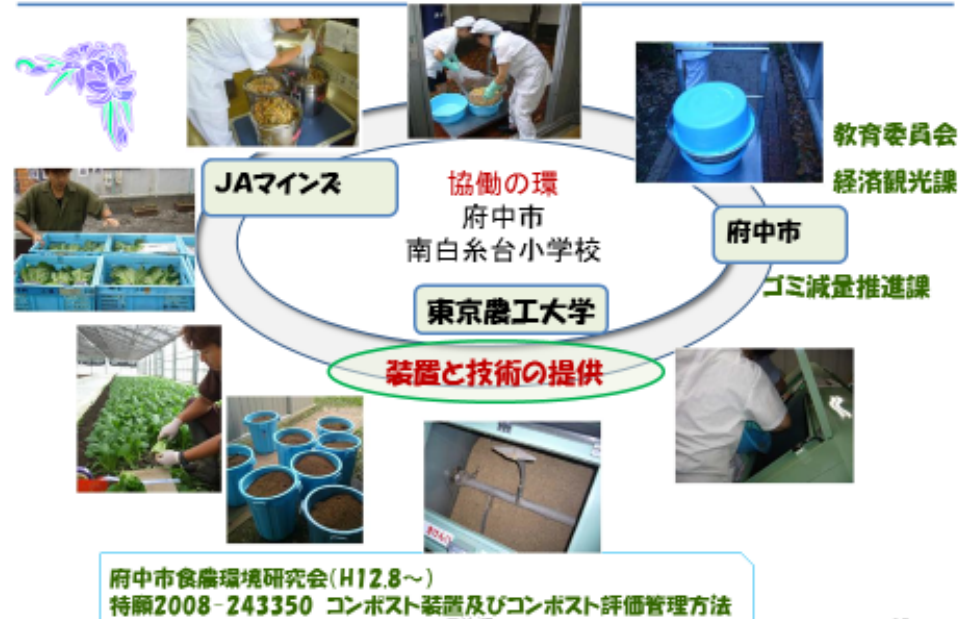 教育委員会
JAマインズ
協働の環
経済観光課
府中市
南白糸台小学校
府中市
ゴミ減量推進課
東京農工大学
装置と技術の提供
府中市食農環境研究会(H12.8~)
特願2008-243350 コンポスト装置及びコンポスト評価管理方法